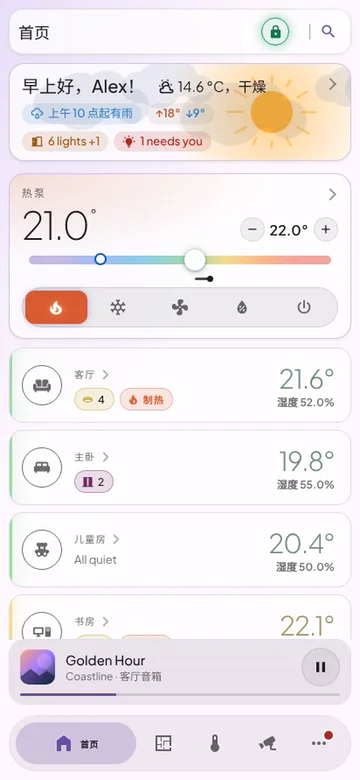 首页
早上好，Alex！ 14.6 °C，干燥
上午 10 点起有雨 ↑18° ↓9°
6 lights +1 1 needs you
热泵
21.0°
− 22.0° +
客厅 21.6°
4 制热 湿度 52.0%
主卧 19.8°
2 湿度 55.0%
儿童房 20.4°
All quiet 湿度 50.0%
书房 22.1°
Golden Hour
Coastline · 客厅音箱
首页